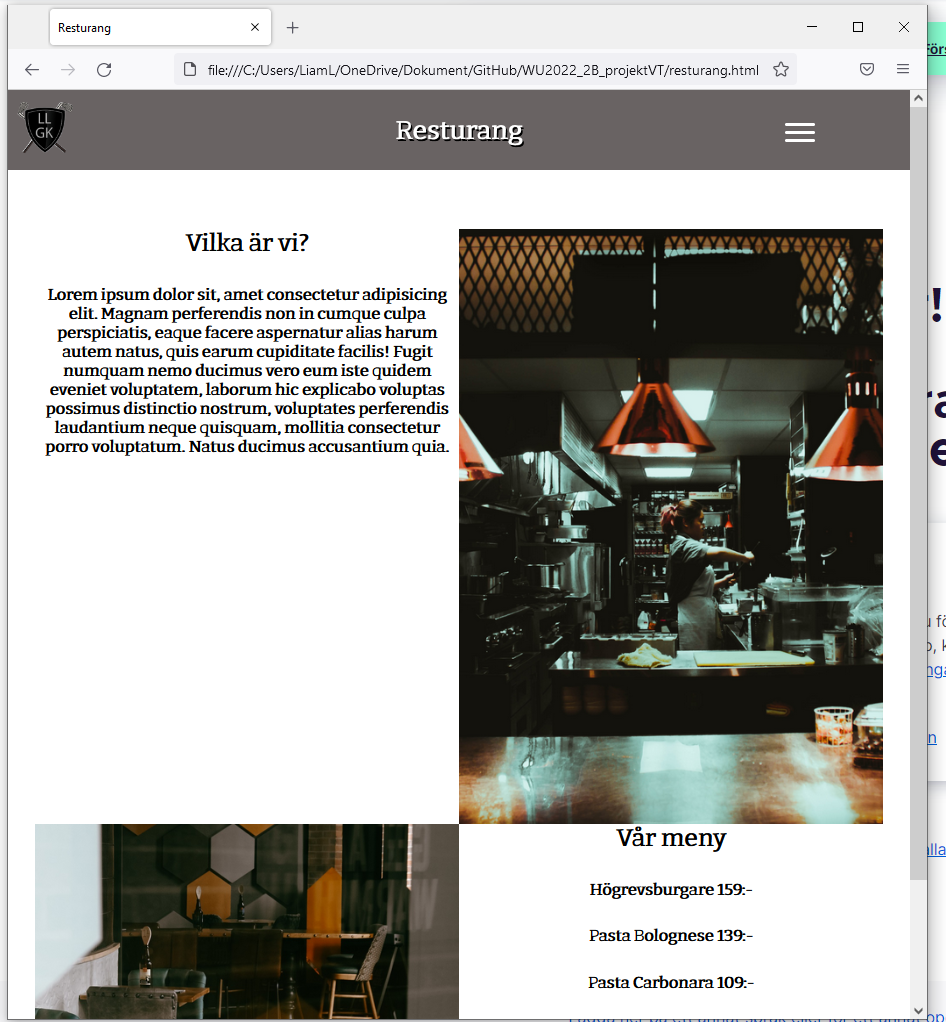 Resturang
file:///C:/Users/LiamL/OneDrive/Dokument/GitHub/WU2022_2B_projektVT/resturang.html
LL
GK
Resturang
Vilka är vi?
Lorem ipsum dolor sit, amet consectetur adipisicing
elit. Magnam perferendis non in cumque culpa
perspiciatis, eaque facere aspernatur alias harum
autem natus, quis earum cupiditate facilis! Fugit
numquam nemo ducimus vero eum iste quidem
eveniet voluptatem, laborum hic explicabo voluptas
possimus distinctio nostrum, voluptates perferendis
laudantium neque quisquam, mollitia consectetur
porro voluptatum. Natus ducimus accusantium quia.
Vår meny
Högrevsburgare 159:-
Pasta Bolognese 139:-
Pasta Carbonara 109:-